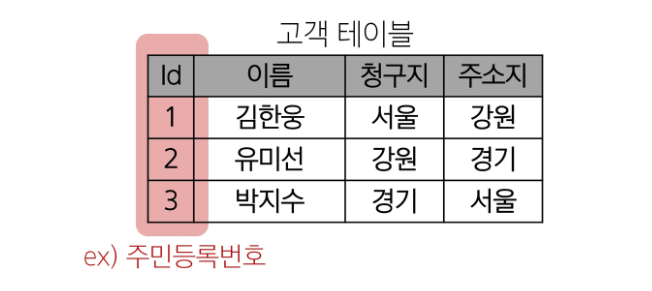 고객 테이블
Id 이름 청구지 주소지
1 김한웅 서울 강원
2 유미선 강원 경기
3 박지수 경기 서울
ex) 주민등록번호